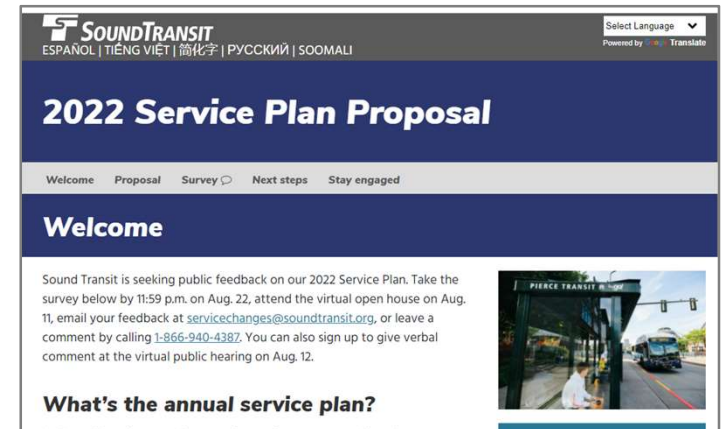 SOUNDTRANSIT
Select Language
ESPAÑOL | TIẾNG VIỆT | 简化字 | РУССКИЙ | SOOMALI
Powered by Google Translate
2022 Service Plan Proposal
Welcome Proposal Survey Next steps Stay engaged
Welcome
Sound Transit is seeking public feedback on our 2022 Service Plan. Take the
survey below by 11:59 p.m. on Aug. 22, attend the virtual open house on Aug.
11, email your feedback at servicechanges@soundtransit.org, or leave a
comment by calling 1-866-940-4387. You can also sign up to give verbal
comment at the virtual public hearing on Aug. 12.
PIERCE TRANSIT
What's the annual service plan?